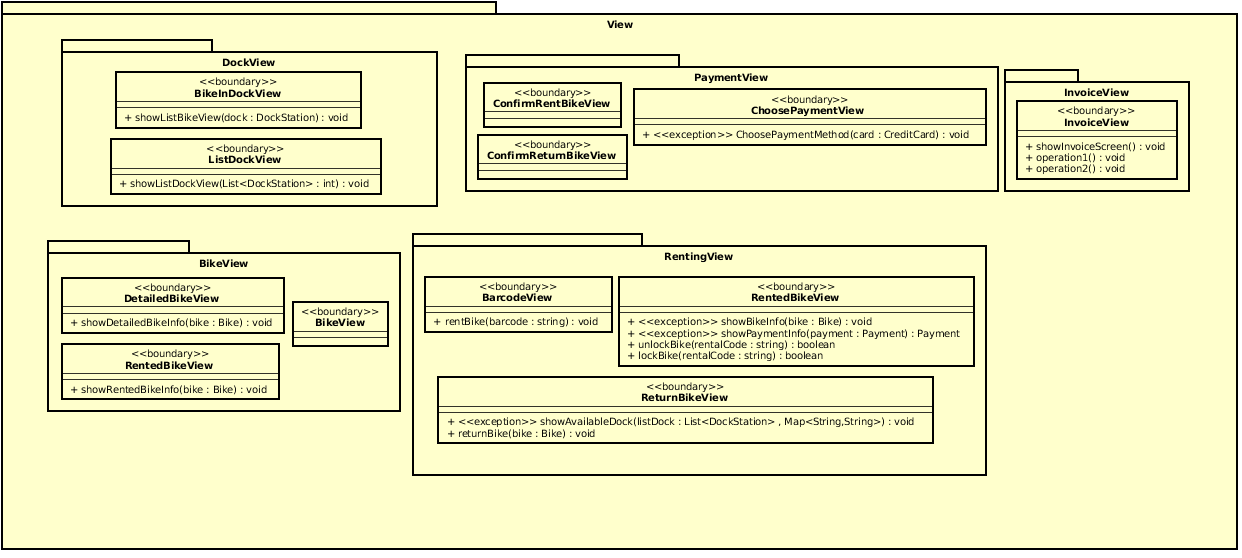 View
DockView
<<boundary>>
BikeInDockView
+ showListBikeView(dock : DockStation) : void
<<boundary>>
ListDockView
+ showListDockView(List<DockStation> : int) : void
PaymentView
<<boundary>>
ConfirmRentBikeView
<<boundary>>
ConfirmReturnBikeView
<<boundary>>
ChoosePaymentView
+ <<exception>> ChoosePaymentMethod(card : CreditCard) : void
InvoiceView
<<boundary>>
InvoiceView
+ showInvoiceScreen() : void
+ operation1() : void
+ operation2() : void
BikeView
<<boundary>>
DetailedBikeView
+ showDetailedBikeInfo(bike : Bike) : void
<<boundary>>
BikeView
<<boundary>>
RentedBikeView
+ showRentedBikeInfo(bike : Bike) : void
RentingView
<<boundary>>
BarcodeView
+ rentBike(barcode : string) : void
<<boundary>>
RentedBikeView
+ <<exception>> showBikeInfo(bike : Bike) : void
+ <<exception>> showPaymentInfo(payment : Payment) : Payment
+ unlockBike(rentalCode : string) : boolean
+ lockBike(rentalCode : string) : boolean
<<boundary>>
ReturnBikeView
+ <<exception>> showAvailableDock(listDock : List<DockStation> , Map<String,String>) : void
+ returnBike(bike : Bike) : void